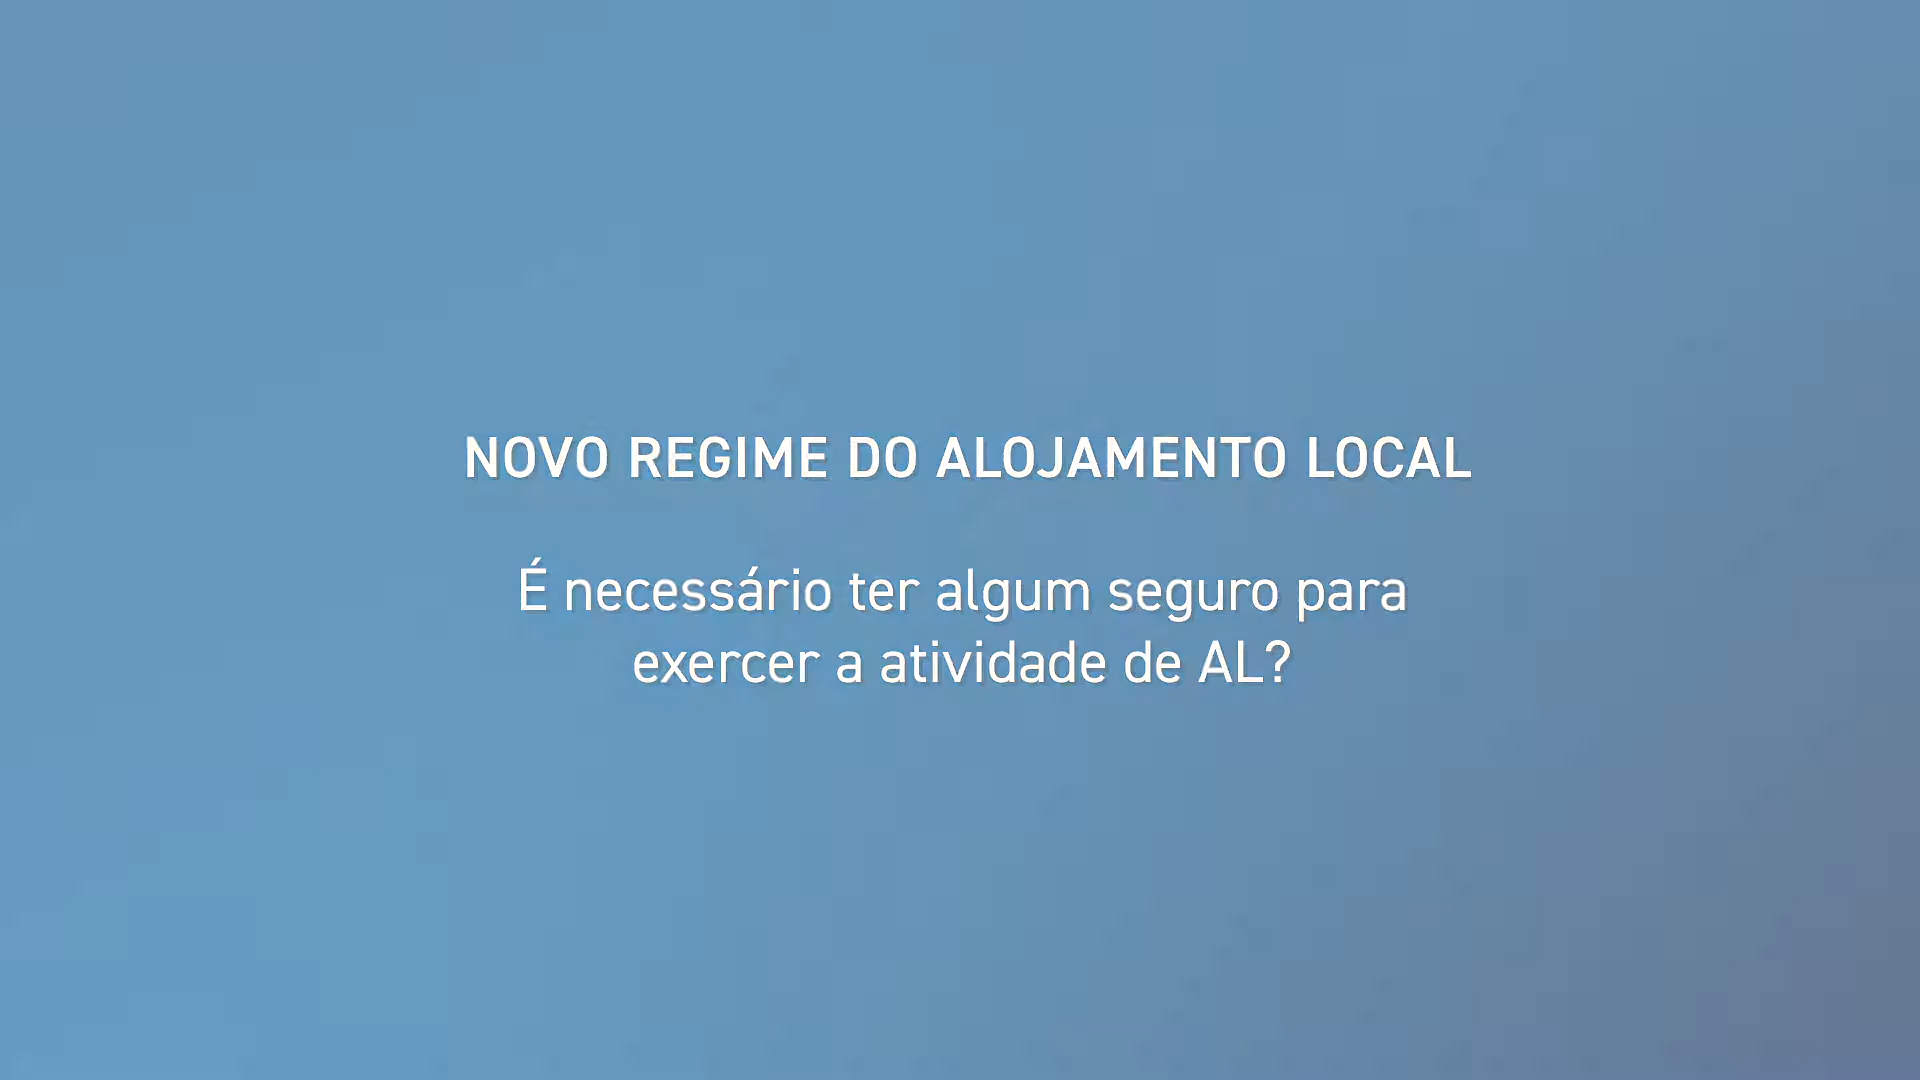 NOVO REGIME DO ALOJAMENTO LOCAL
É necessário ter algum seguro para
exercer a atividade de AL?